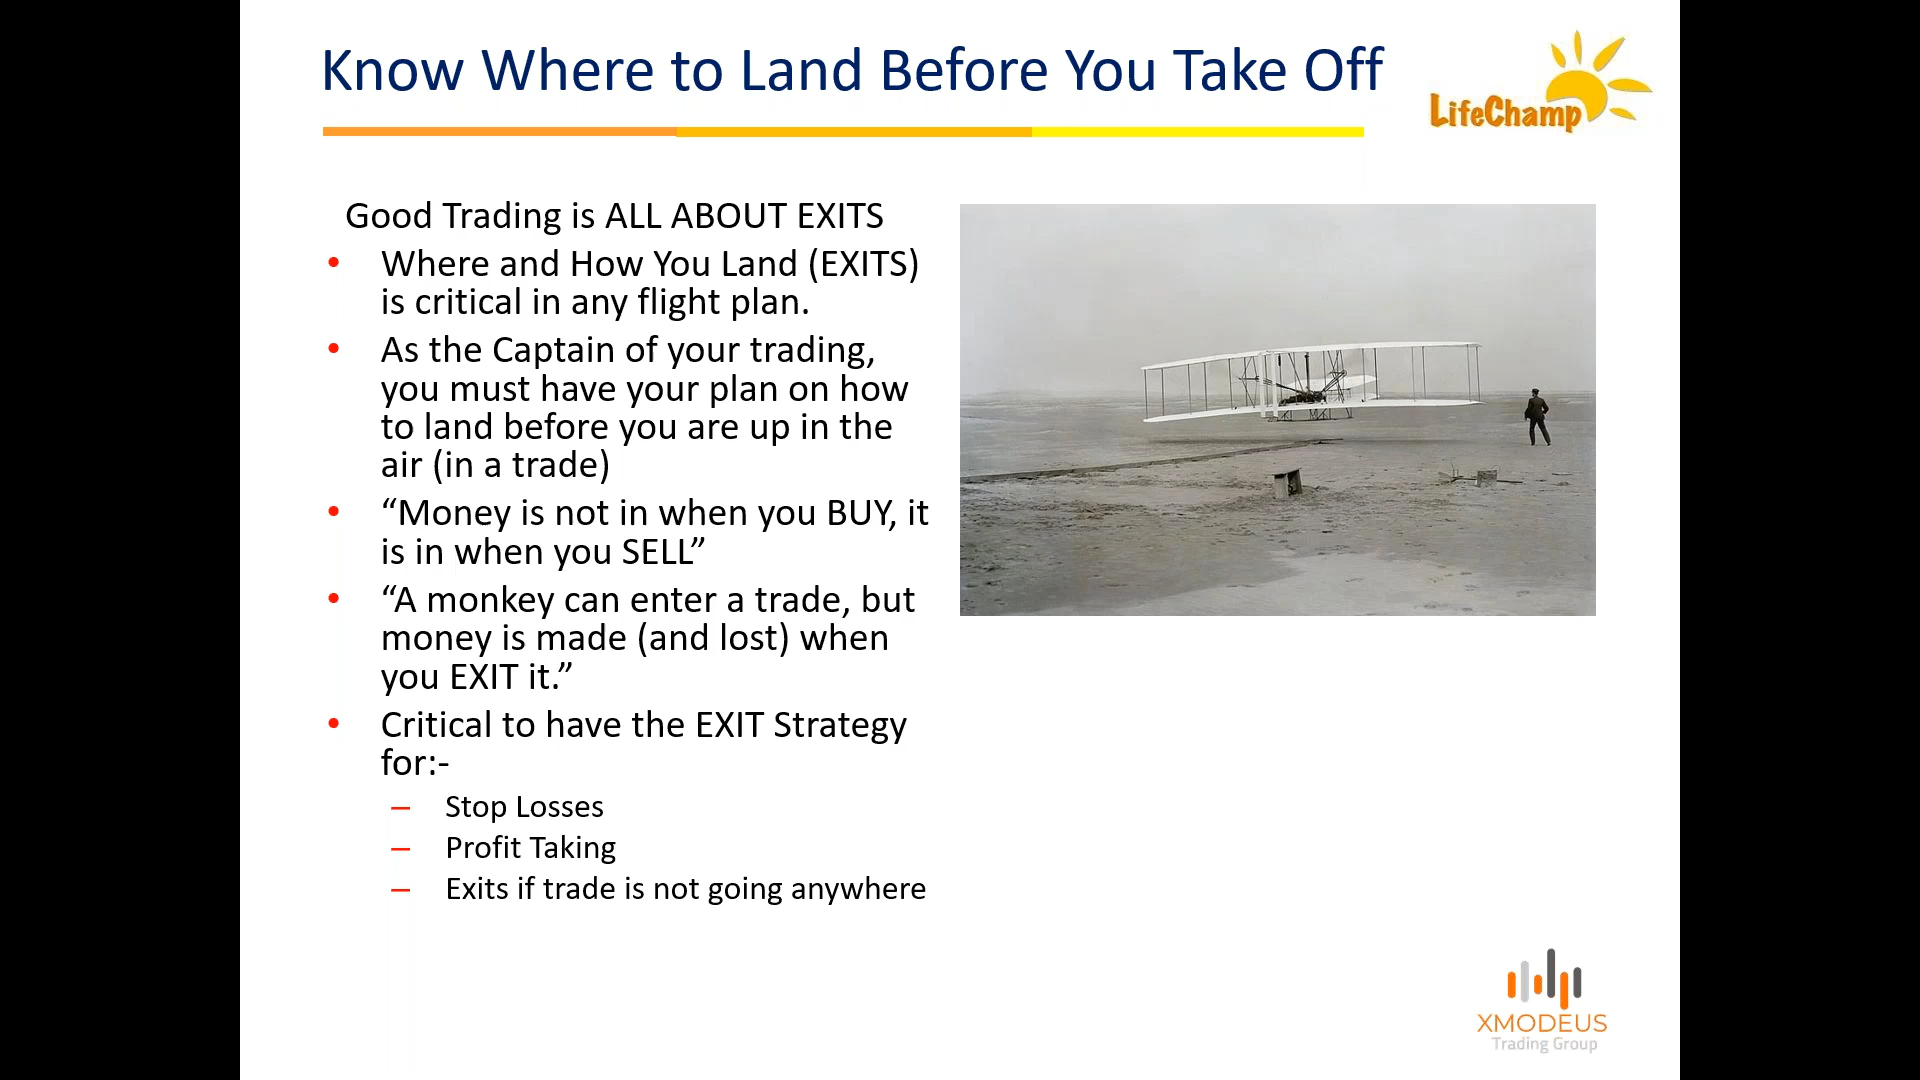 Know Where to Land Before You Take Off
LifeChamp
Good Trading is ALL ABOUT EXITS
• Where and How You Land (EXITS)
is critical in any flight plan.
• As the Captain of your trading,
you must have your plan on how
to land before you are up in the
air (in a trade)
• “Money is not in when you BUY, it
is in when you SELL”
• “A monkey can enter a trade, but
money is made (and lost) when
you EXIT it.”
• Critical to have the EXIT Strategy
for:-
– Stop Losses
– Profit Taking
– Exits if trade is not going anywhere
XMODEUS
Trading Group